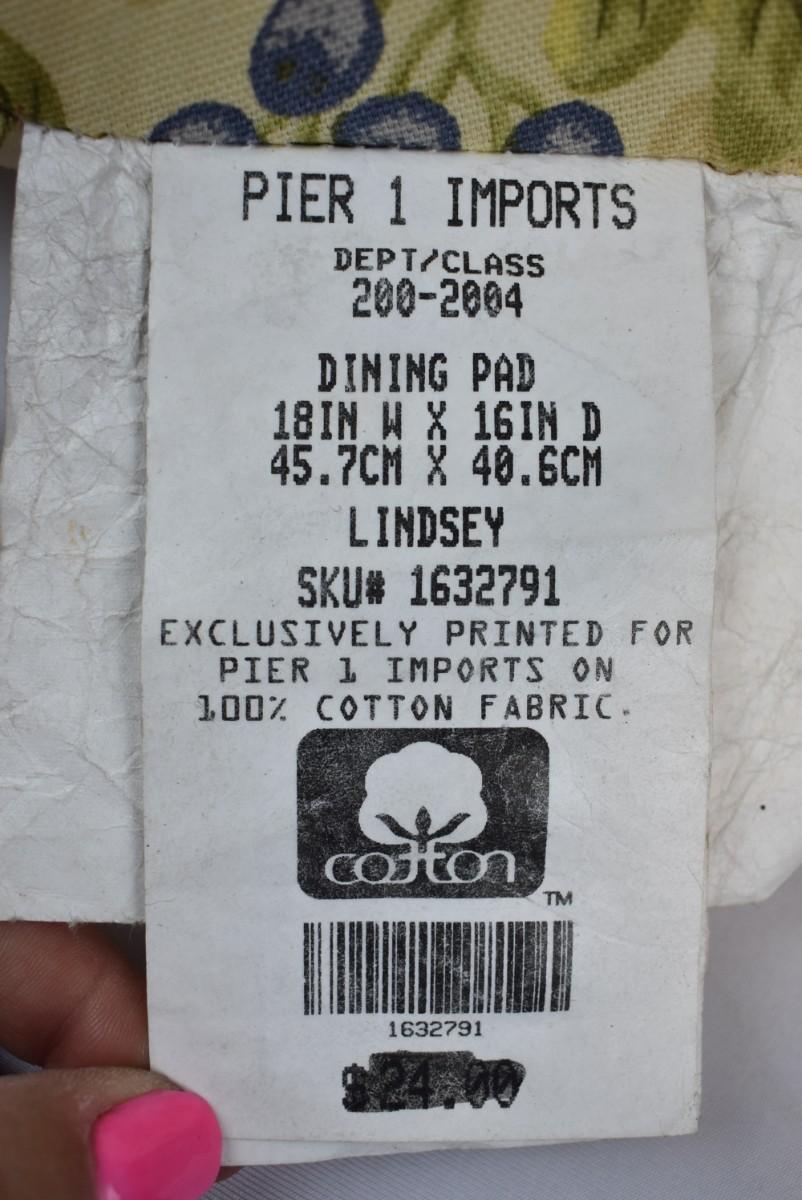 PIER 1 IMPORTS
DEPT/CLASS
200-2004
DINING PAD
18IN W X 16IN D
45.7CM X 40.6CM
LINDSEY
SKU# 1632791
EXCLUSIVELY PRINTED FOR
PIER 1 IMPORTS ON
100% COTTON FABRIC.
cotton
TM
1632791
$24.00